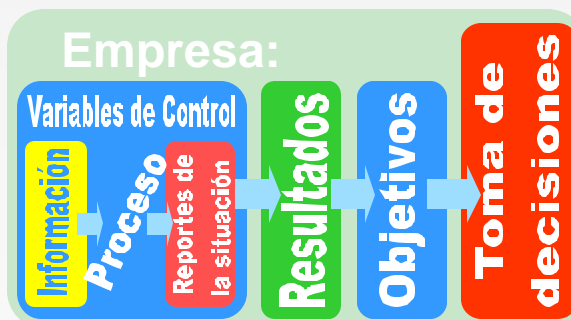 Empresa:
Variables de Control
Información
Proceso
Reportes de
la situación
Resultados
Objetivos
Toma de
decisiones